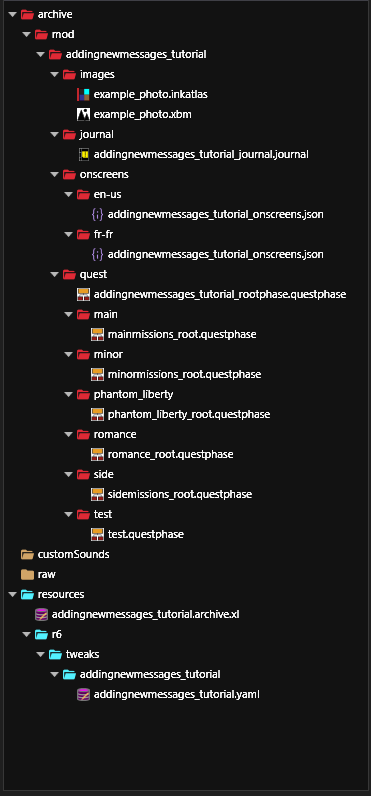 archive
mod
addingnewmessages_tutorial
images
example_photo.inkatlas
example_photo.xbm
journal
addingnewmessages_tutorial_journal.journal
onscreens
en-us
addingnewmessages_tutorial_onscreens.json
fr-fr
addingnewmessages_tutorial_onscreens.json
quest
addingnewmessages_tutorial_rootphase.questphase
main
mainmissions_root.questphase
minor
minormissions_root.questphase
phantom_liberty
phantom_liberty_root.questphase
romance
romance_root.questphase
side
sidemissions_root.questphase
test
test.questphase
customSounds
raw
resources
addingnewmessages_tutorial.archive.xl
r6
tweaks
addingnewmessages_tutorial
addingnewmessages_tutorial.yaml